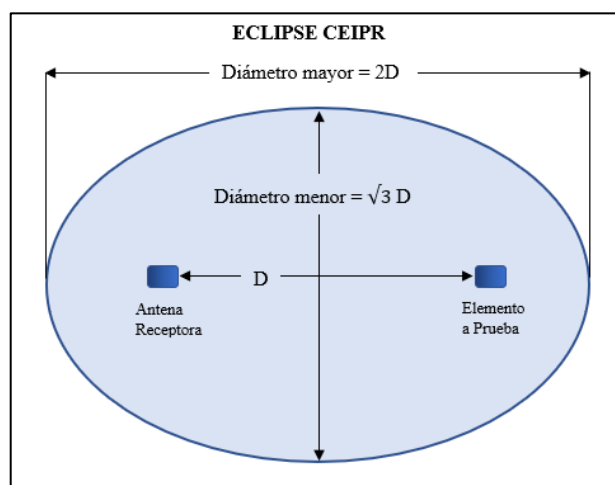 ECLIPSE CEIPR
Diámetro mayor = 2D
Diámetro menor = √3 D
D
Antena
Receptora
Elemento
a Prueba